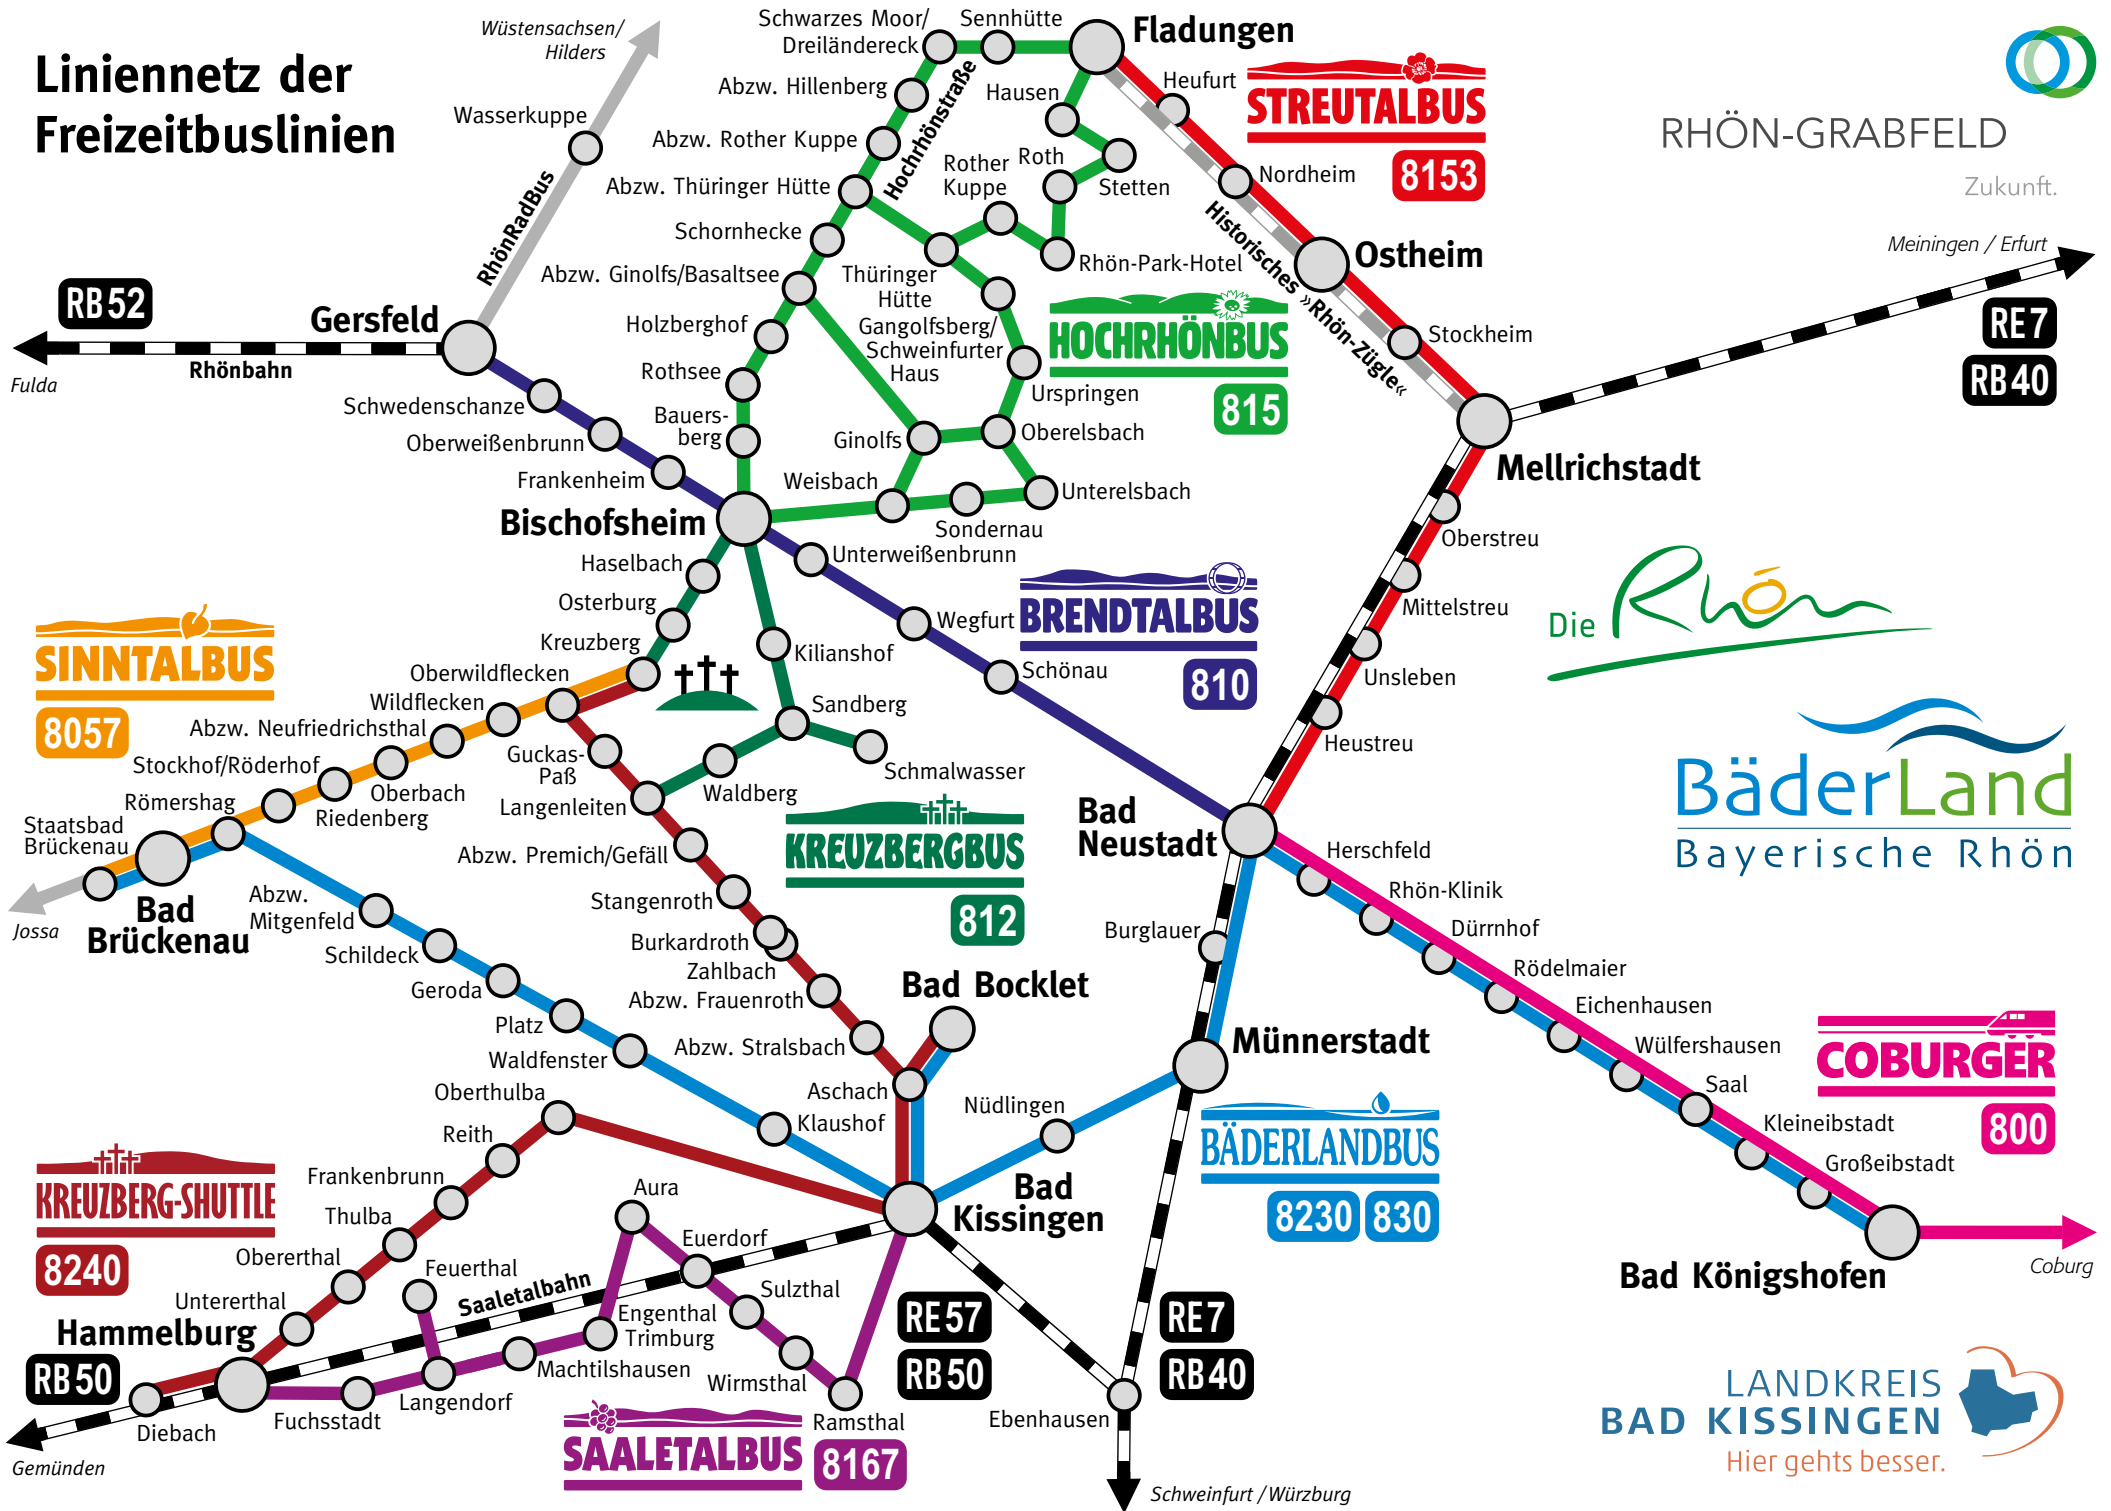 Liniennetz der
Freizeitbuslinien
Wüstensachsen/
Hilders
Wasserkuppe
RhönRadBus
RB 52
Gersfeld
Rhönbahn
Fulda
Schwarzes Moor/
Dreiländereck
Sennhütte
Fladungen
Abzw. Hillenberg
Hochrhönstraße
Abzw. Rother Kuppe
Abzw. Thüringer Hütte
Schornhecke
Abzw. Ginolfs/Basaltsee
Holzberghof
Rothsee
Bauers-
berg
Hausen
Stetten
Roth
Rother
Kuppe
Rhön-Park-Hotel
Thüringer
Hütte
Gangolfsberg/
Schweinfurter
Haus
Urspringen
Oberelsbach
Ginolfs
Weisbach
Sondernau
Unterelsbach
HOCHRHÖNBUS
815
Heufurt
STREUTALBUS
8153
Nordheim
Historisches »Rhön-Zügle«
Ostheim
Stockheim
Mellrichstadt
RHÖN-GRABFELD
Zukunft.
Meiningen / Erfurt
RE 7
RB 40
Schwedenschanze
Oberweißenbrunn
Frankenheim
Bischofsheim
Unterweißenbrunn
Wegfurt
Schönau
BRENDTALBUS
810
Oberstreu
Mittelstreu
Unsleben
Heustreu
Die Rhön
BäderLand
Bayerische Rhön
Haselbach
Osterburg
Kreuzberg
Kilianshof
Sandberg
Schmalwasser
Waldberg
KREUZBERGBUS
812
SINNTALBUS
8057
Oberwildflecken
Wildflecken
Abzw. Neufriedrichsthal
Oberbach
Stockhof/Röderhof
Riedenberg
Römershag
Staatsbad
Brückenau
Jossa
Bad
Brückenau
Guckas-
Paß
Langenleiten
Abzw. Premich/Gefäll
Stangenroth
Burkardroth
Zahlbach
Abzw. Frauenroth
Abzw. Stralsbach
Aschach
Bad Bocklet
Abzw.
Mitgenfeld
Schildeck
Geroda
Platz
Waldfenster
Klaushof
Bad
Neustadt
Burglauer
Münnerstadt
Nüdlingen
Bad
Kissingen
BÄDERLANDBUS
8230 830
Herschfeld
Rhön-Klinik
Dürrnhof
Rödelmaier
Eichenhausen
Wülfershausen
Saal
Kleineibstadt
Großeibstadt
Bad Königshofen
Coburg
COBURGER
800
KREUZBERG-SHUTTLE
8240
Oberthulba
Reith
Frankenbrunn
Thulba
Obererthal
Untererthal
Hammelburg
RB 50
Diebach
Gemünden
Saaletalbahn
Feuerthal
Fuchsstadt
Langendorf
Machtilshausen
Engenthal
Trimburg
Aura
Euerdorf
Sulzthal
Wirmsthal
Ramsthal
SAALETALBUS
8167
RE 57
RB 50
RE 7
RB 40
Ebenhausen
Schweinfurt / Würzburg
LANDKREIS
BAD KISSINGEN
Hier gehts besser.